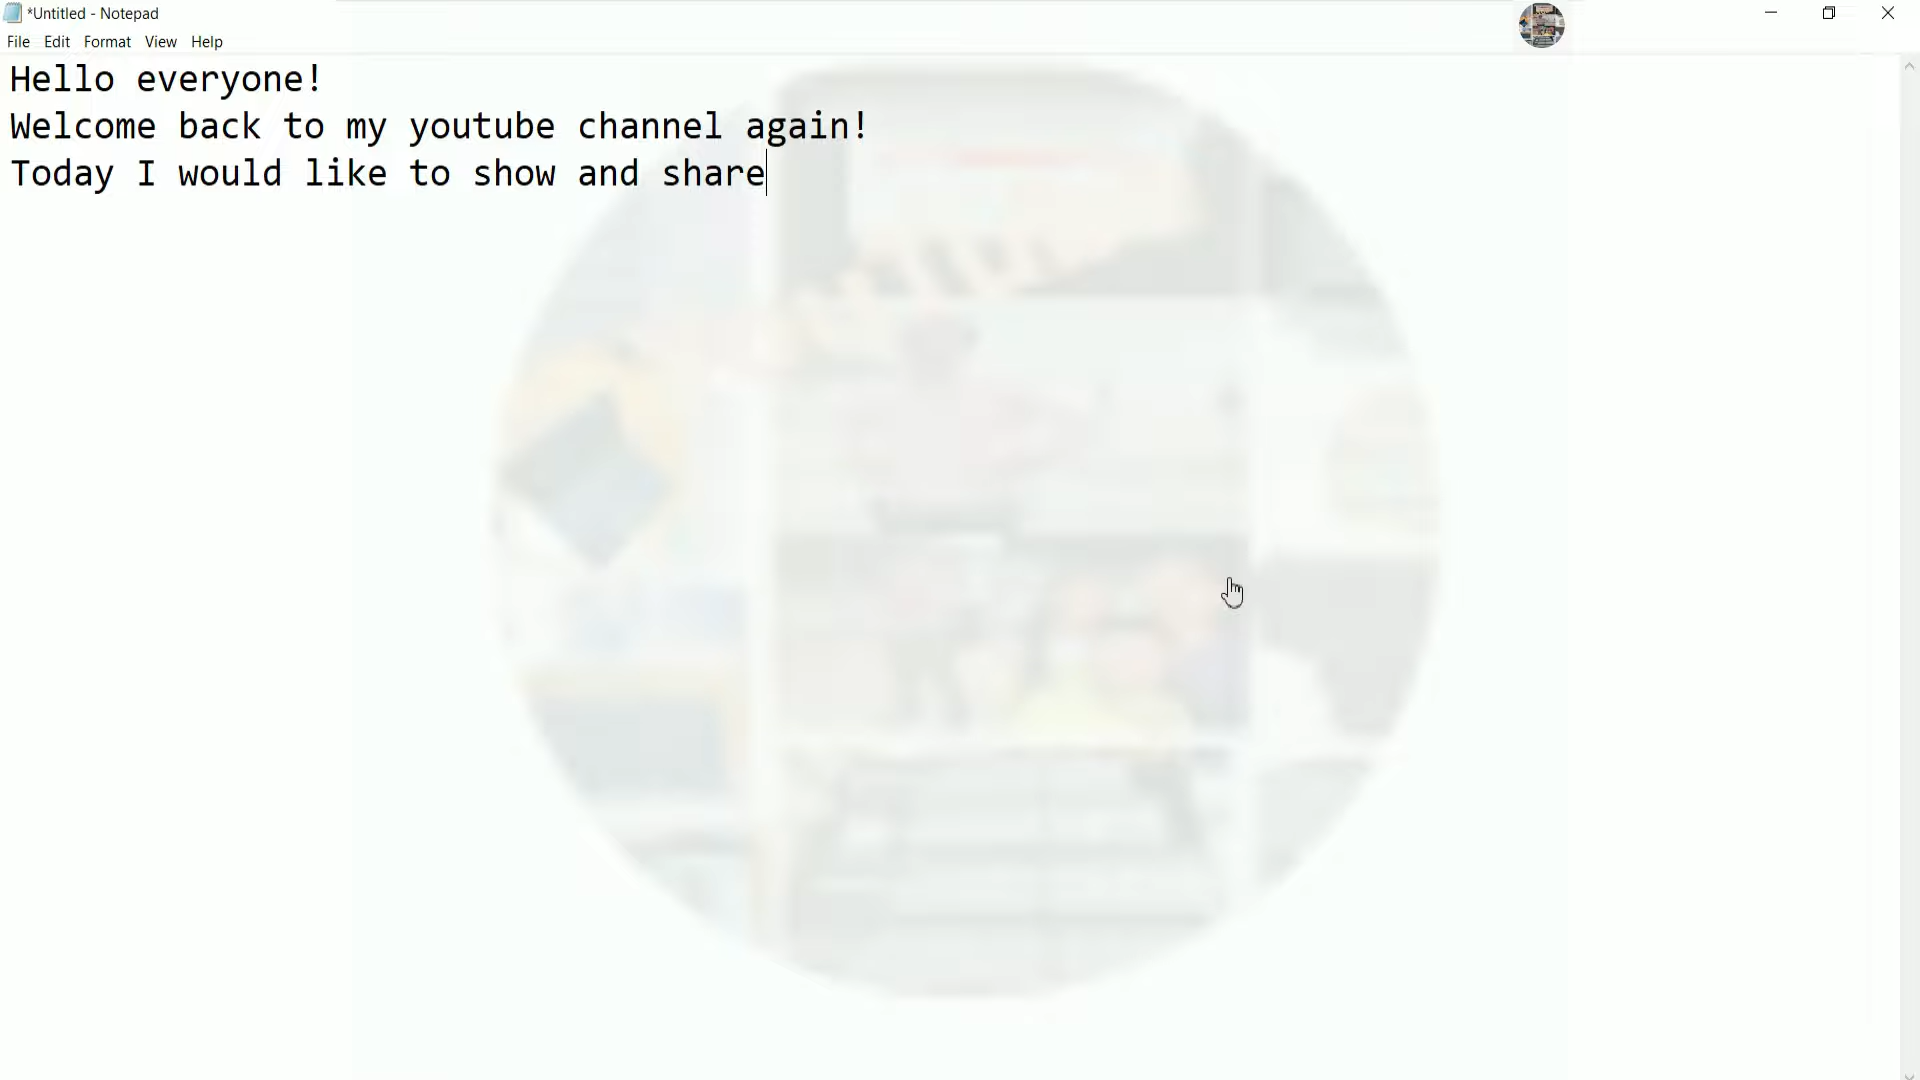 *Untitled - Notepad
File Edit Format View Help
Hello everyone!
Welcome back to my youtube channel again!
Today I would like to show and share